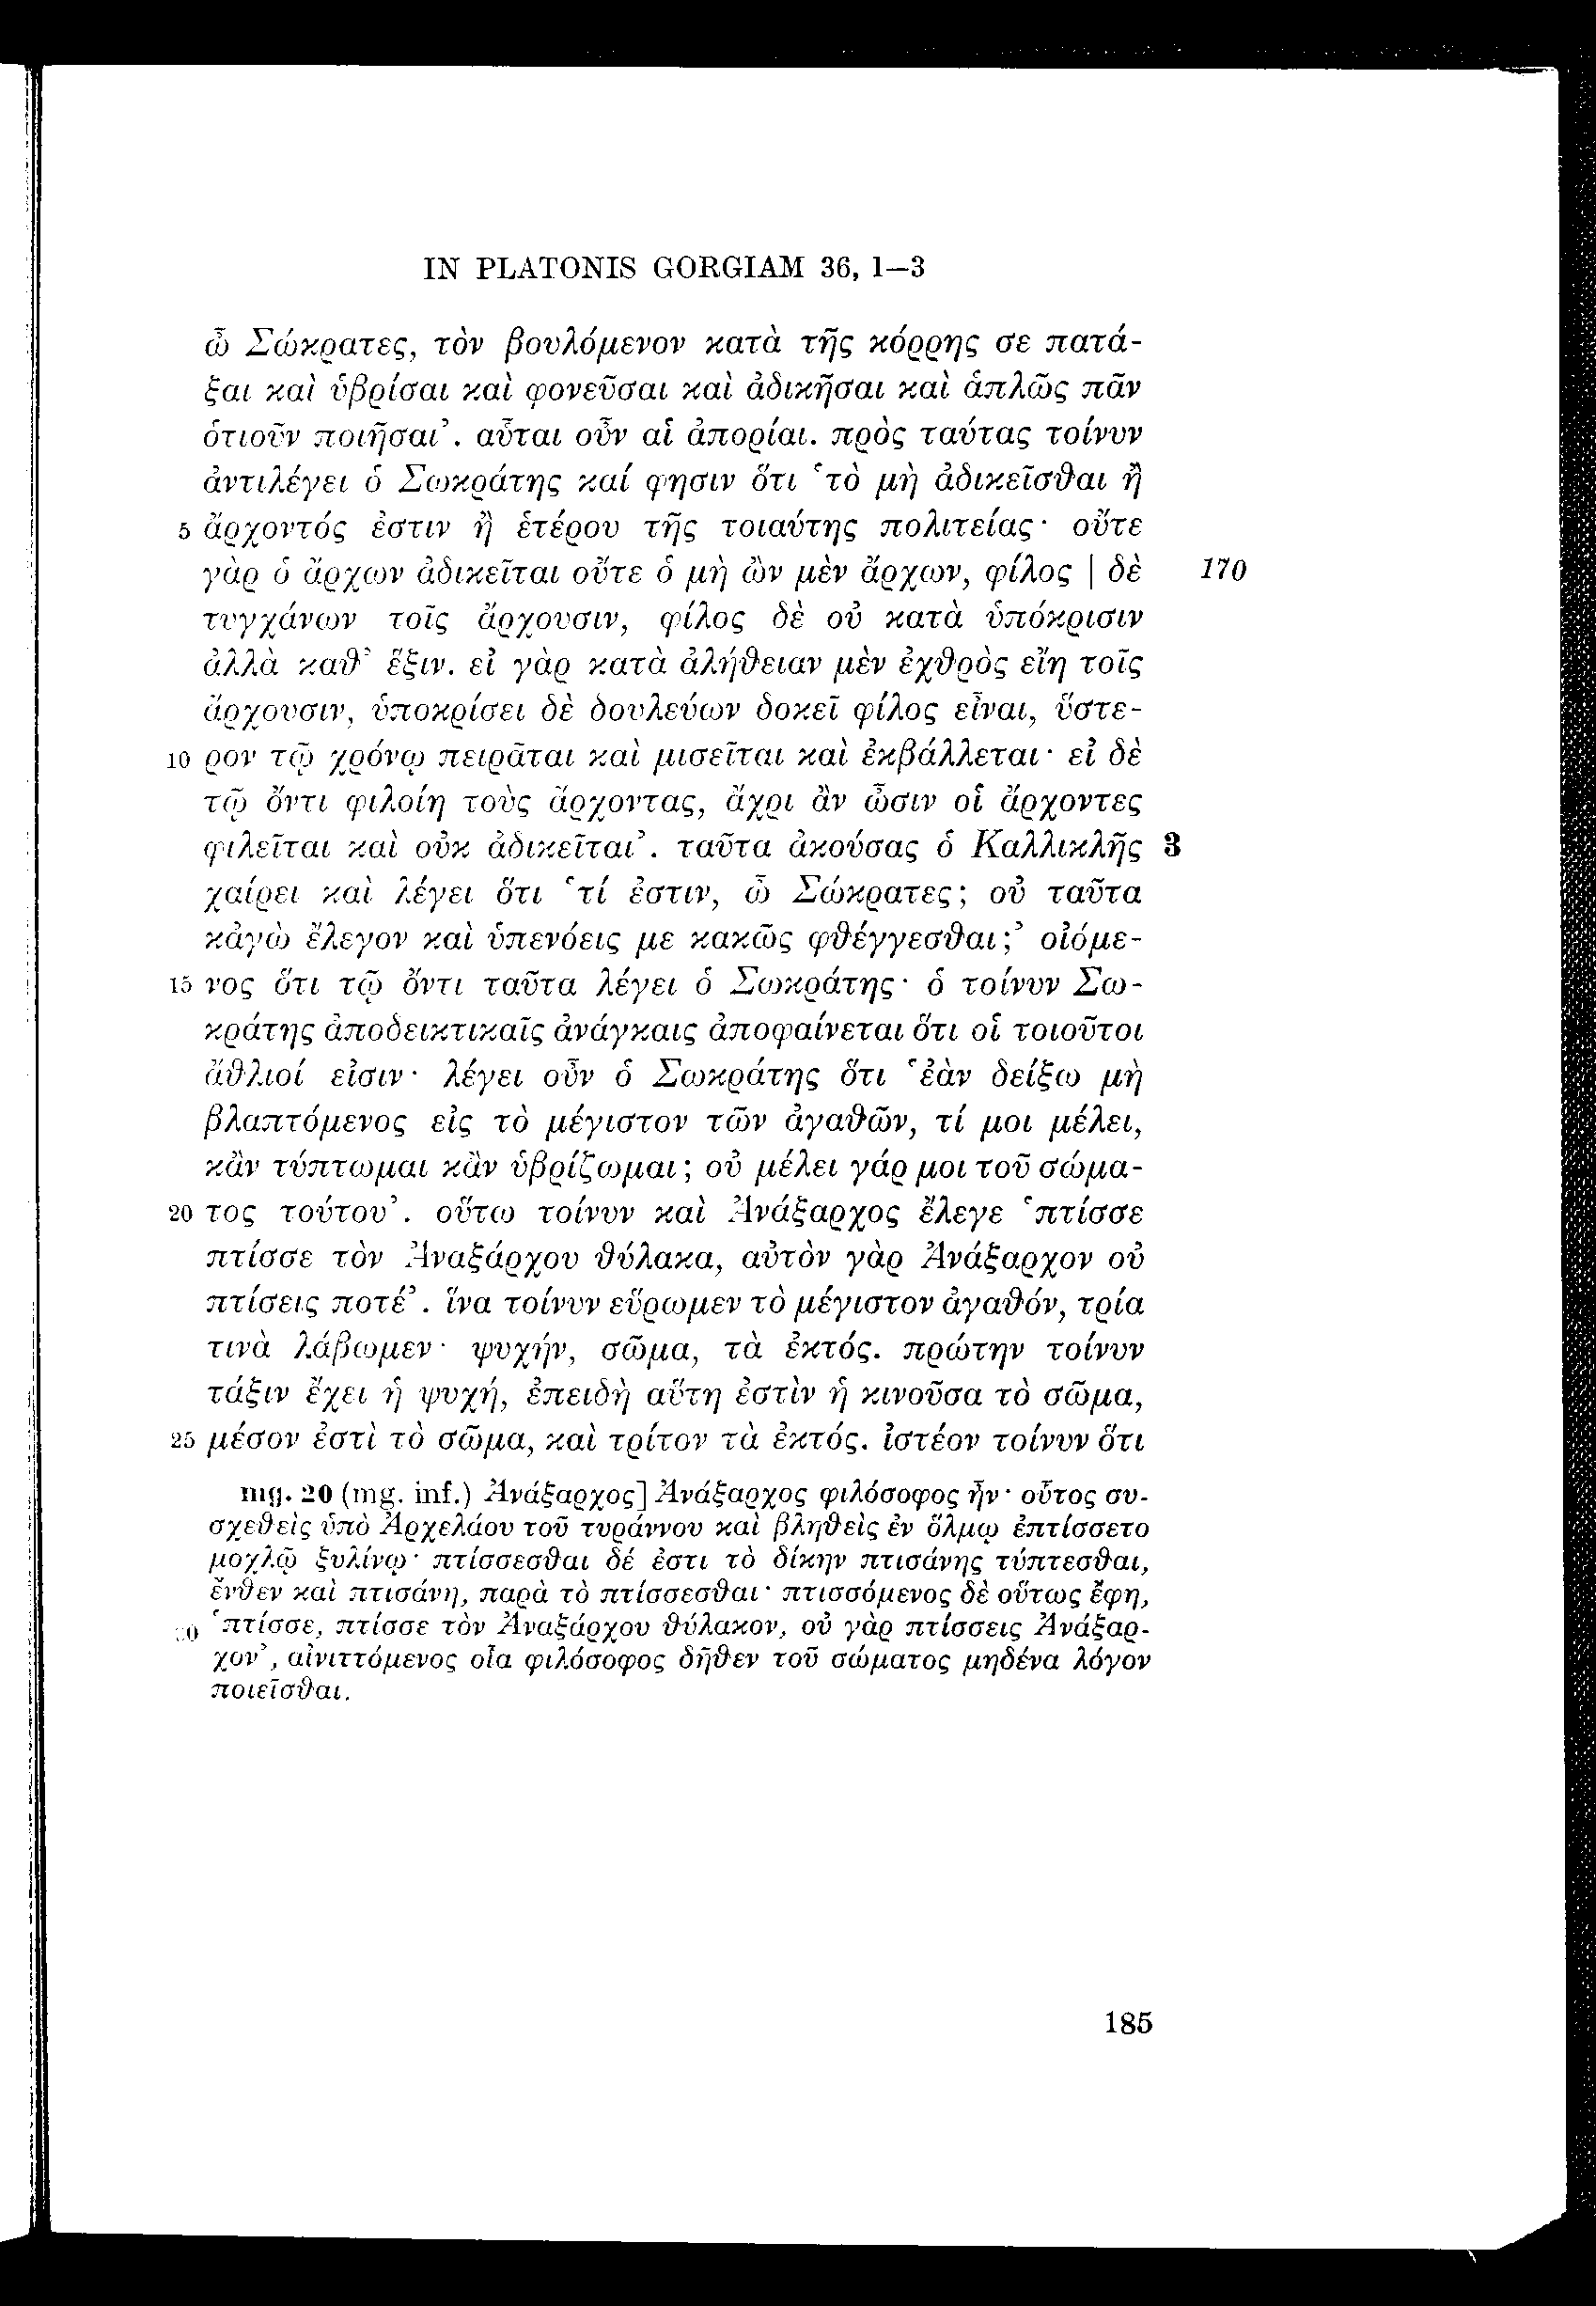 IN PLATONIS GORGIAM 36, 1–3
ὦ Σώκρατες, τὸν βουλόμενον κατὰ τῆς κόρρης σε πατά-
ξαι καὶ ὑβρίσαι καὶ φονεῦσαι καὶ ἀδικῆσαι καὶ ἁπλῶς πᾶν
ὁτιοῦν ποιῆσαι’. αὗται οὖν αἱ ἀπορίαι. πρὸς ταύτας τοίνυν
ἀντιλέγει ὁ Σωκράτης καί φησιν ὅτι ‘τὸ μὴ ἀδικεῖσθαι ἢ
5 ἄρχοντός ἐστιν ἢ ἑτέρου τῆς τοιαύτης πολιτείας· οὔτε
γὰρ ὁ ἄρχων ἀδικεῖται οὔτε ὁ μὴ ὢν μὲν ἄρχων, φίλος | δὲ 170
τυγχάνων τοῖς ἄρχουσιν, φίλος δὲ οὐ κατὰ ὑπόκρισιν
ἀλλὰ καθ’ ἕξιν. εἰ γὰρ κατὰ ἀλήθειαν μὲν ἐχθρὸς εἴη τοῖς
ἄρχουσιν, ὑποκρίσει δὲ δουλεύων δοκεῖ φίλος εἶναι, ὕστε-
10 ρον τῷ χρόνῳ πειρᾶται καὶ μισεῖται καὶ ἐκβάλλεται· εἰ δὲ
τῷ ὄντι φιλοίη τοὺς ἄρχοντας, ἄχρι ἂν ὦσιν οἱ ἄρχοντες
φιλεῖται καὶ οὐκ ἀδικεῖται’. ταῦτα ἀκούσας ὁ Καλλικλῆς 3
χαίρει καὶ λέγει ὅτι ‘τί ἐστιν, ὦ Σώκρατες; οὐ ταῦτα
κἀγὼ ἔλεγον καὶ ὑπενόεις με κακῶς φθέγγεσθαι;’ οἰόμε-
15 νος ὅτι τῷ ὄντι ταῦτα λέγει ὁ Σωκράτης· ὁ τοίνυν Σω-
κράτης ἀποδεικτικαῖς ἀνάγκαις ἀποφαίνεται ὅτι οἱ τοιοῦτοι
ἄθλιοί εἰσιν· λέγει οὖν ὁ Σωκράτης ὅτι ‘ἐὰν δείξω μὴ
βλαπτόμενος εἰς τὸ μέγιστον τῶν ἀγαθῶν, τί μοι μέλει,
κἂν τύπτωμαι κἂν ὑβρίζωμαι; οὐ μέλει γάρ μοι τοῦ σώμα-
20 τος τούτου’. οὕτω τοίνυν καὶ Ἀνάξαρχος ἔλεγε ‘πτίσσε
πτίσσε τὸν Ἀναξάρχου θύλακα, αὐτὸν γὰρ Ἀνάξαρχον οὐ
πτίσεις ποτέ’. ἵνα τοίνυν εὕρωμεν τὸ μέγιστον ἀγαθόν, τρία
τινὰ λάβωμεν· ψυχήν, σῶμα, τὰ ἐκτός. πρώτην τοίνυν
τάξιν ἔχει ἡ ψυχή, ἐπειδὴ αὕτη ἐστὶν ἡ κινοῦσα τὸ σῶμα,
25 μέσον ἐστὶ τὸ σῶμα, καὶ τρίτον τὰ ἐκτός. ἰστέον τοίνυν ὅτι
mg. 20 (mg. inf.) Ἀνάξαρχος] Ἀνάξαρχος φιλόσοφος ἦν· οὗτος συ-
σχεθεὶς ὑπὸ Ἀρχελάου τοῦ τυράννου καὶ βληθεὶς ἐν ὅλμῳ ἐπτίσσετο
μοχλῷ ξυλίνῳ· πτίσσεσθαι δέ ἐστι τὸ δίκην πτισάνης τύπτεσθαι,
ἔνθεν καὶ πτισάνη, παρὰ τὸ πτίσσεσθαι· πτισσόμενος δὲ οὕτως ἔφη,
30 ‘πτίσσε, πτίσσε τὸν Ἀναξάρχου θύλακον, οὐ γὰρ πτίσσεις Ἀνάξαρ-
χον’, αἰνιττόμενος οἷα φιλόσοφος δῆθεν τοῦ σώματος μηδένα λόγον
ποιεῖσθαι.
185